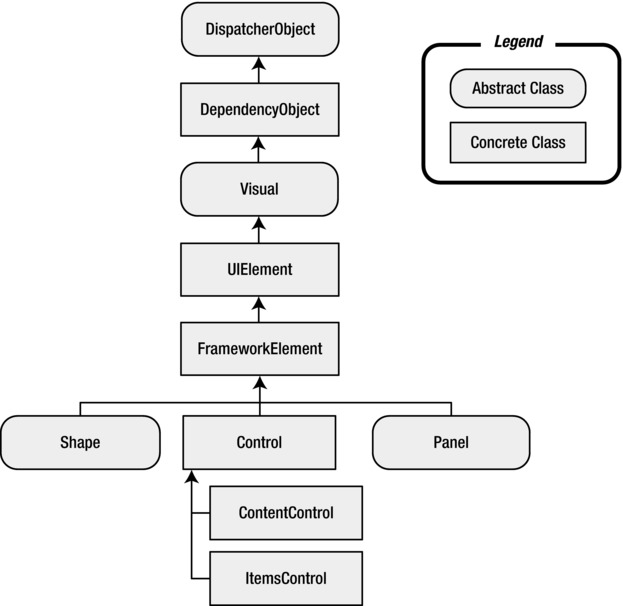 DispatcherObject
Legend
Abstract Class
DependencyObject
Concrete Class
Visual
UIElement
FrameworkElement
Shape
Control
Panel
ContentControl
ItemsControl